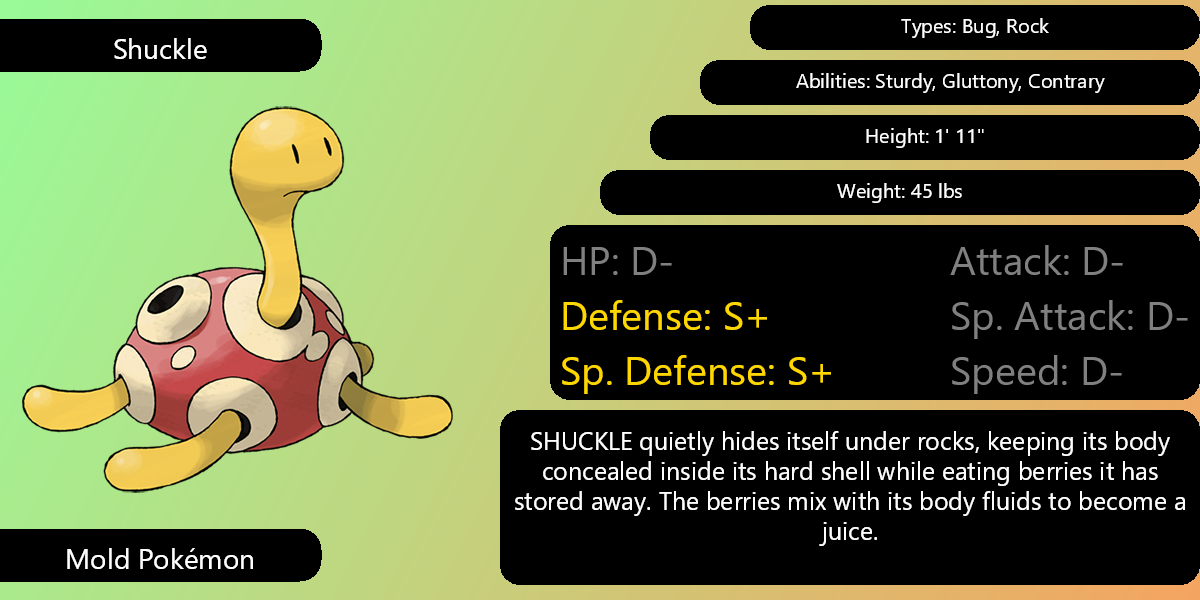 Shuckle
Types: Bug, Rock
Abilities: Sturdy, Gluttony, Contrary
Height: 1' 11"
Weight: 45 lbs
HP: D-
Attack: D-
Defense: S+
Sp. Attack: D-
Sp. Defense: S+
Speed: D-
SHUCKLE quietly hides itself under rocks, keeping its body
concealed inside its hard shell while eating berries it has
stored away. The berries mix with its body fluids to become a
juice.
Mold Pokémon